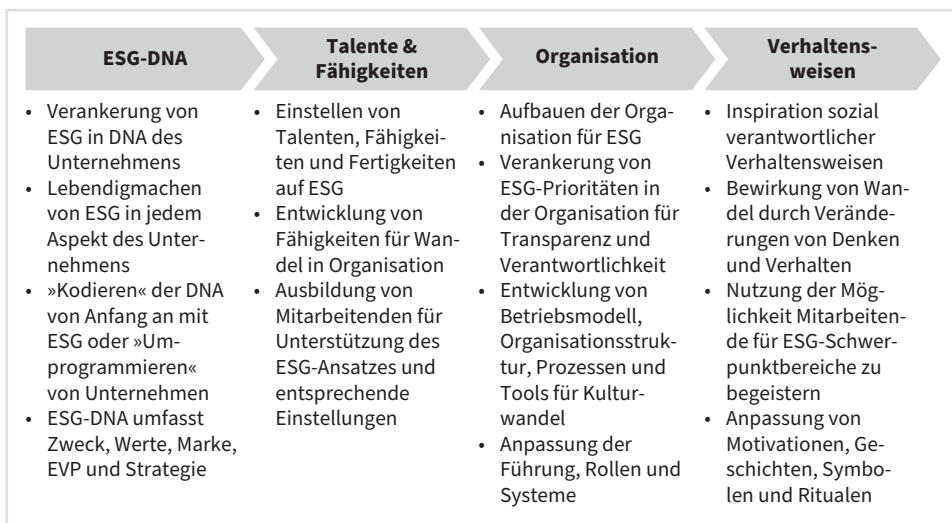 ESG-DNA
Talente &
Fähigkeiten
Organisation
Verhaltens-
weisen
• Verankerung von
ESG in DNA des
Unternehmens
• Lebendigmachen
von ESG in jedem
Aspekt des Unter-
nehmens
• »Kodieren« der DNA
von Anfang an mit
ESG oder »Um-
programmieren«
von Unternehmen
• ESG-DNA umfasst
Zweck, Werte, Marke,
EVP und Strategie
• Einstellen von
Talenten, Fähigkei-
ten und Fertigkeiten
auf ESG
• Entwicklung von
Fähigkeiten für Wan-
del in Organisation
• Ausbildung von
Mitarbeitenden für
Unterstützung des
ESG-Ansatzes und
entsprechende
Einstellungen
• Aufbauen der Orga-
nisation für ESG
• Verankerung von
ESG-Prioritäten in
der Organisation für
Transparenz und
Verantwortlichkeit
• Entwicklung von
Betriebsmodell,
Organisationsstruk-
tur, Prozessen und
Tools für Kultur-
wandel
• Anpassung der
Führung, Rollen und
Systeme
• Inspiration sozial
verantwortlicher
Verhaltensweisen
• Bewirkung von Wan-
del durch Verände-
rungen von Denken
und Verhalten
• Nutzung der Mög-
lichkeit Mitarbeiten-
de für ESG-Schwer-
punktbereiche zu
begeistern
• Anpassung von
Motivationen, Ge-
schichten, Symbo-
len und Ritualen